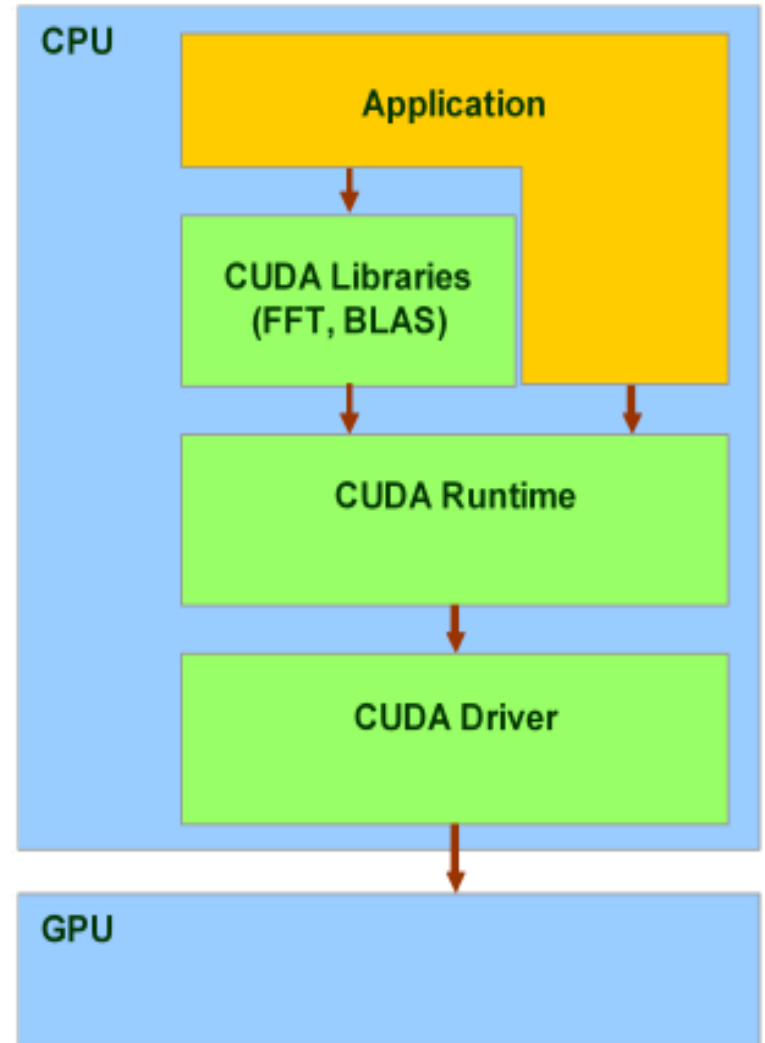 CPU
Application
CUDA Libraries
(FFT, BLAS)
CUDA Runtime
CUDA Driver
GPU